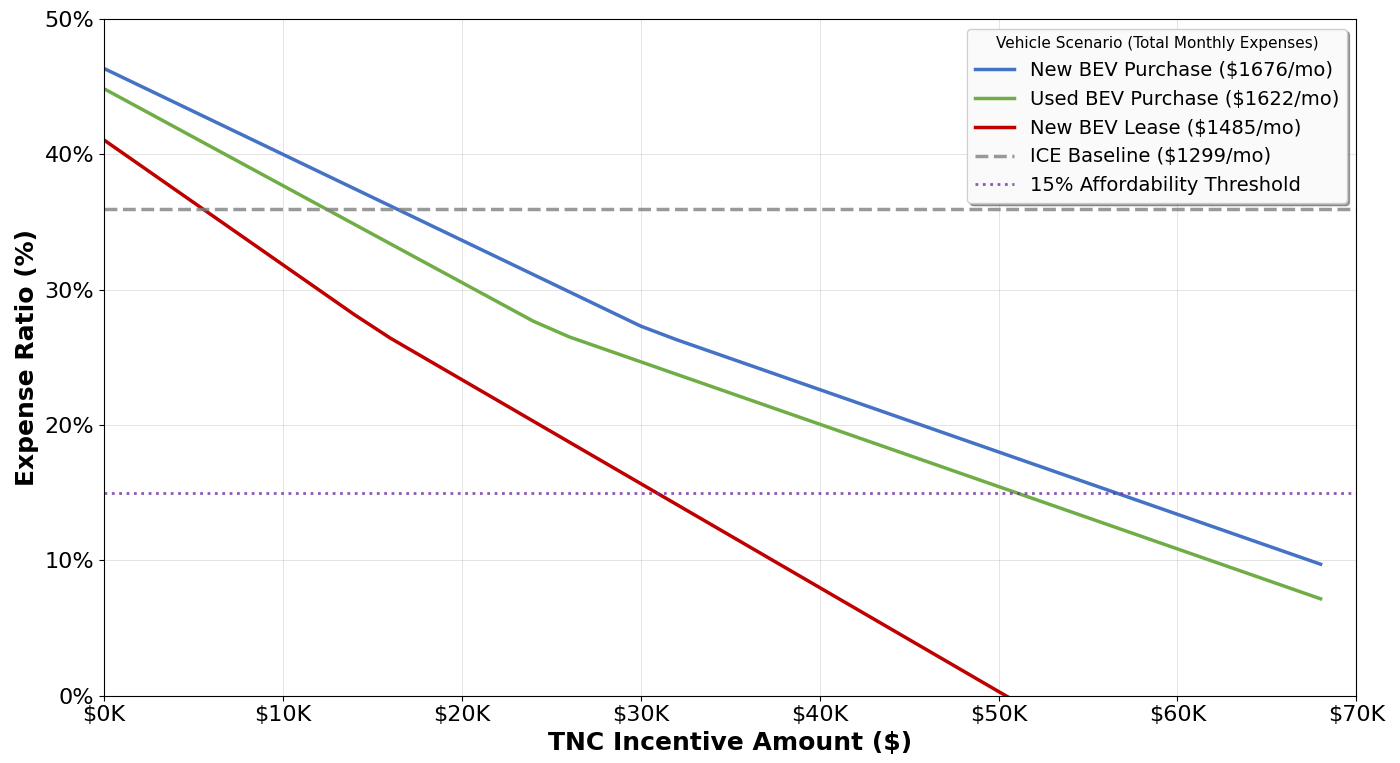 50%
40%
30%
20%
10%
0%
Expense Ratio (%)
Vehicle Scenario (Total Monthly Expenses)
New BEV Purchase ($1676/mo)
Used BEV Purchase ($1622/mo)
New BEV Lease ($1485/mo)
ICE Baseline ($1299/mo)
15% Affordability Threshold
$0K $10K $20K $30K $40K $50K $60K $70K
TNC Incentive Amount ($)